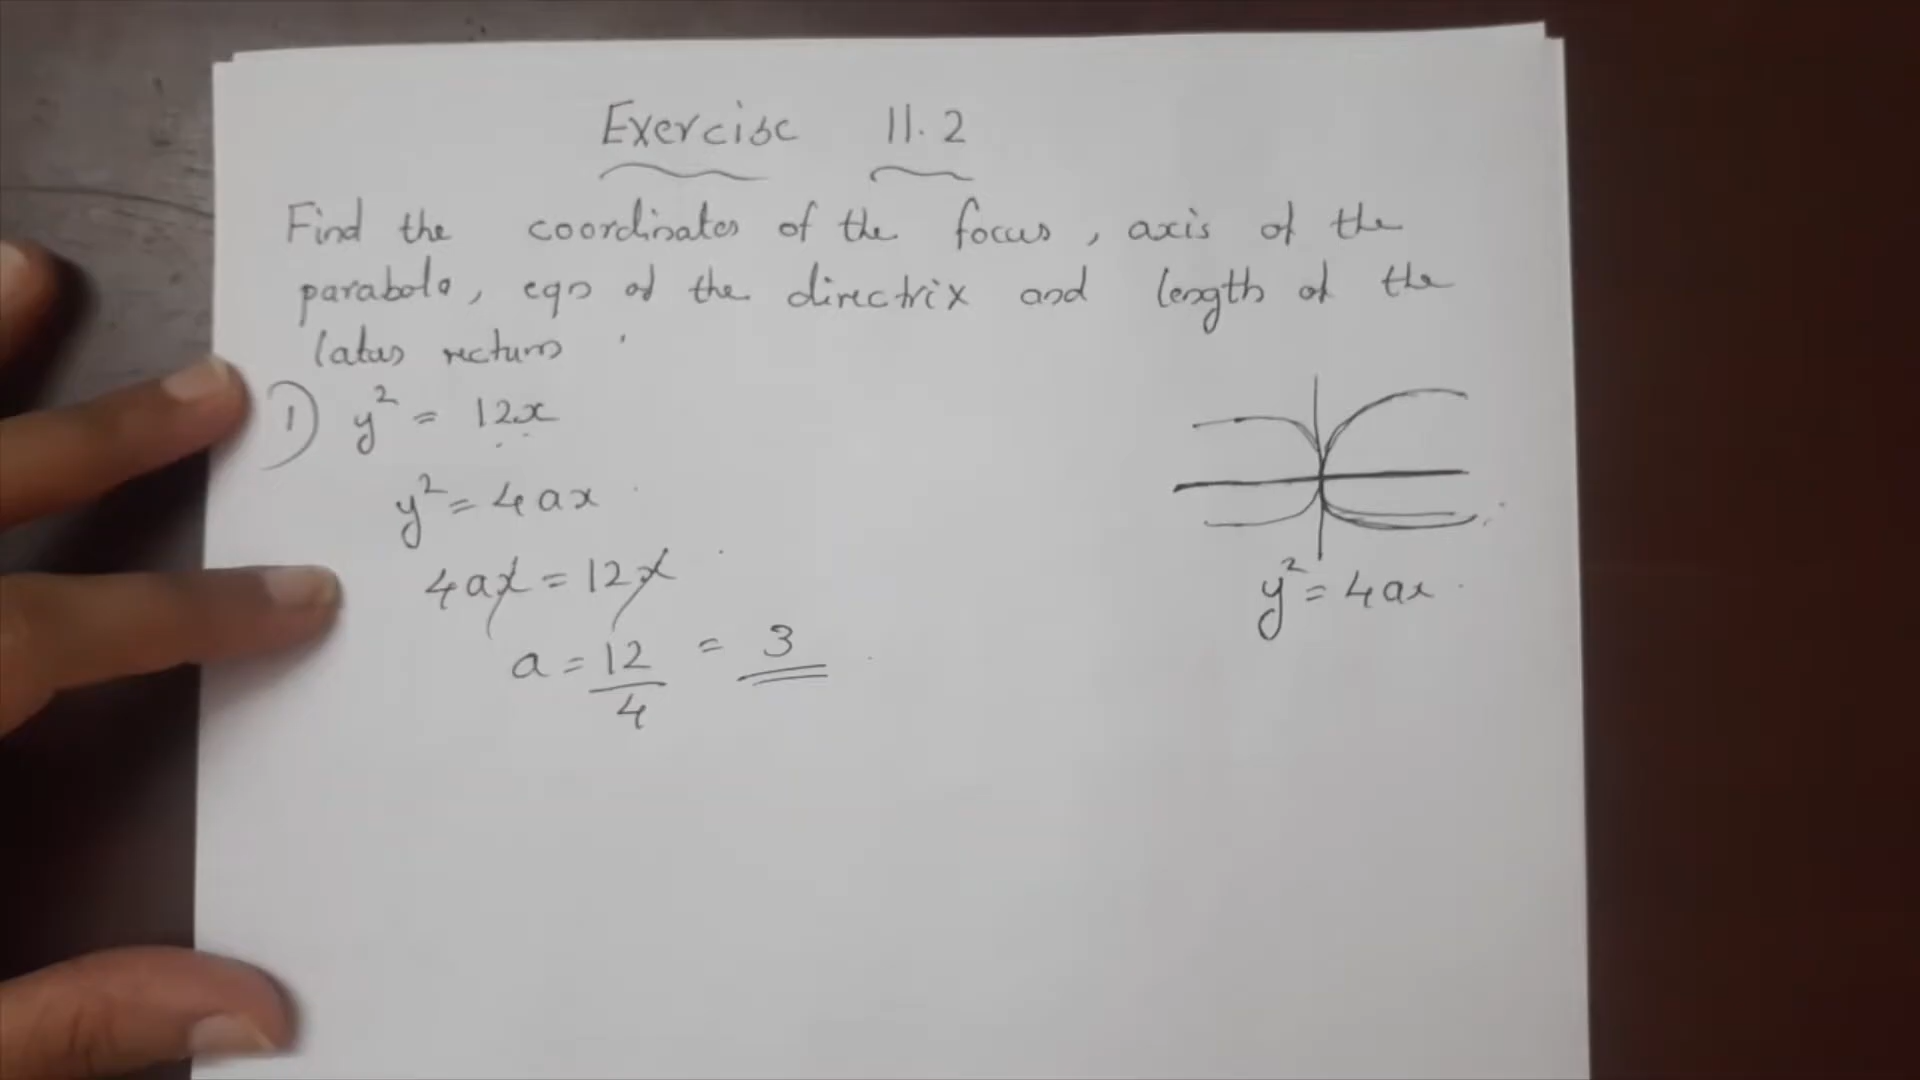 Exercise 11.2
Find the coordinates of the focus, axis of the
parabola, eqn of the directrix and length of the
latus rectum
1) y² = 12x
y² = 4ax
4ax = 12x
a = 12/4 = 3
y² = 4ax